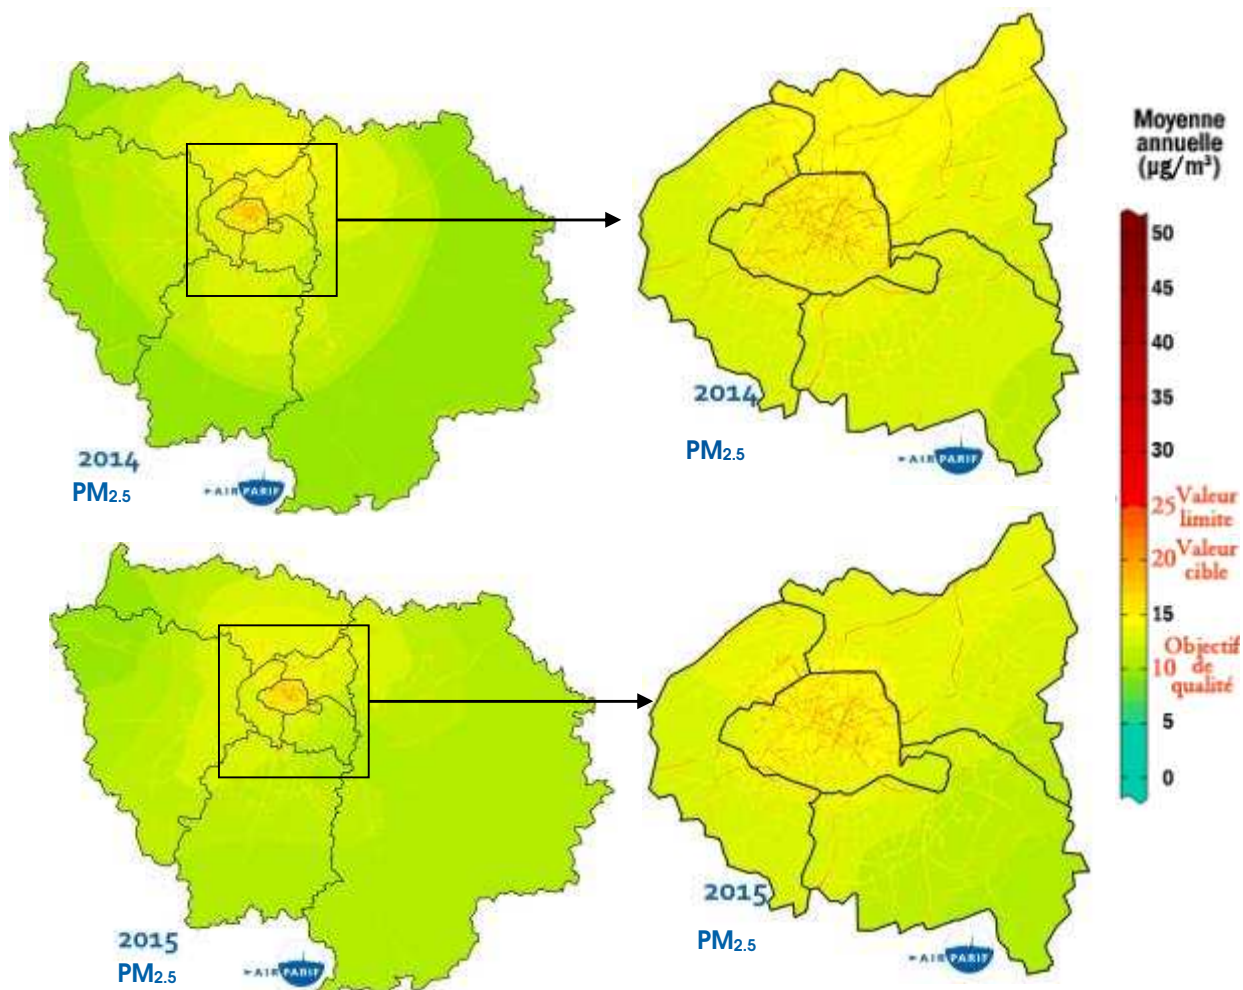 2014
PM2.5
AIRPARIF
2014
PM2.5
AIRPARIF
Moyenne
annuelle
(µg/m³)
50
45
40
35
30
25 Valeur
limite
20 Valeur
cible
15
Objectif
10 de
qualité
5
0
2015
PM2.5
AIRPARIF
2015
PM2.5
AIRPARIF